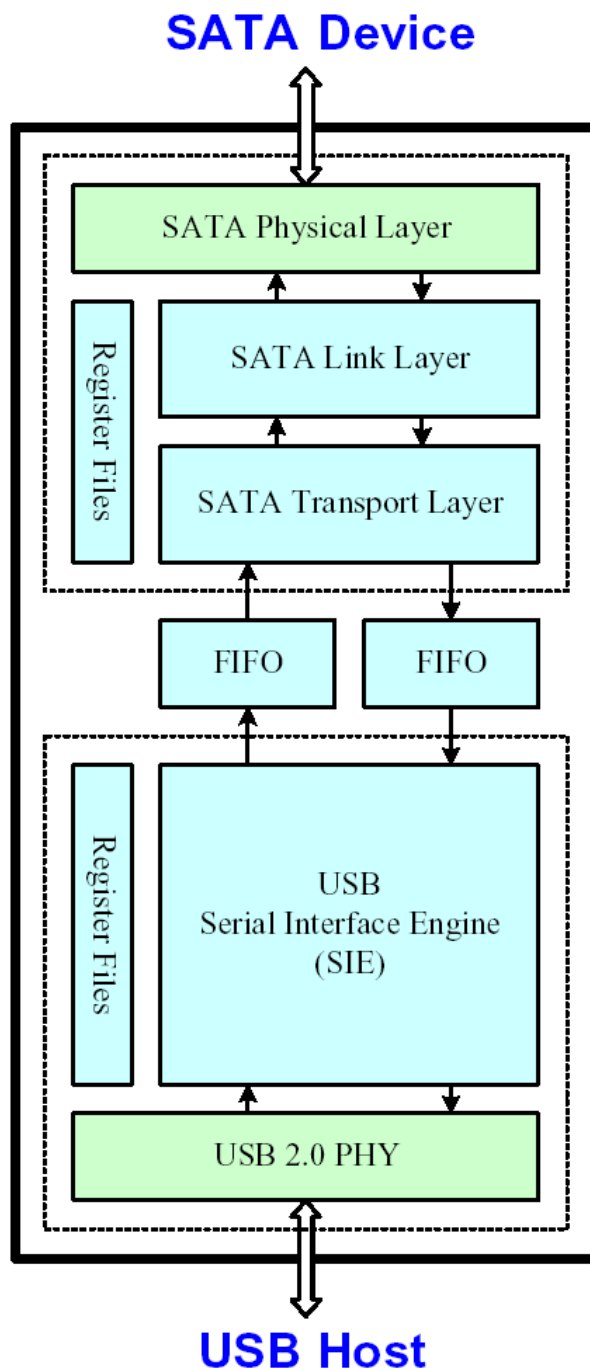 SATA Device
SATA Physical Layer
Register Files
SATA Link Layer
SATA Transport Layer
FIFO
FIFO
Register Files
USB
Serial Interface Engine
(SIE)
USB 2.0 PHY
USB Host